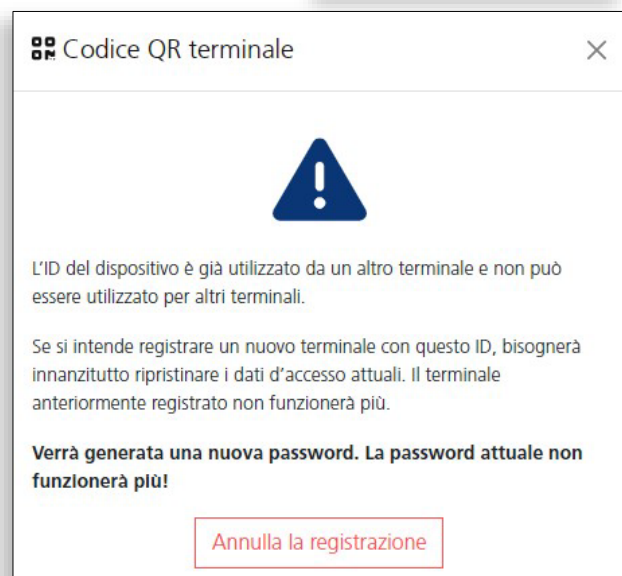 Codice QR terminale
L'ID del dispositivo è già utilizzato da un altro terminale e non può
essere utilizzato per altri terminali.
Se si intende registrare un nuovo terminale con questo ID, bisognerà
innanzitutto ripristinare i dati d'accesso attuali. Il terminale
anteriormente registrato non funzionerà più.
Verrà generata una nuova password. La password attuale non
funzionerà più!
Annulla la registrazione